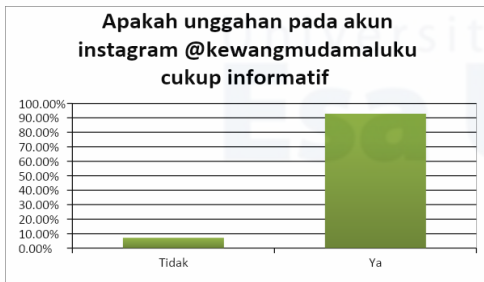 Apakah unggahan pada akun
instagram @kewangmudamaluku
cukup informatif
100.00%
90.00%
80.00%
70.00%
60.00%
50.00%
40.00%
30.00%
20.00%
10.00%
0.00%
Tidak
Ya
Esa